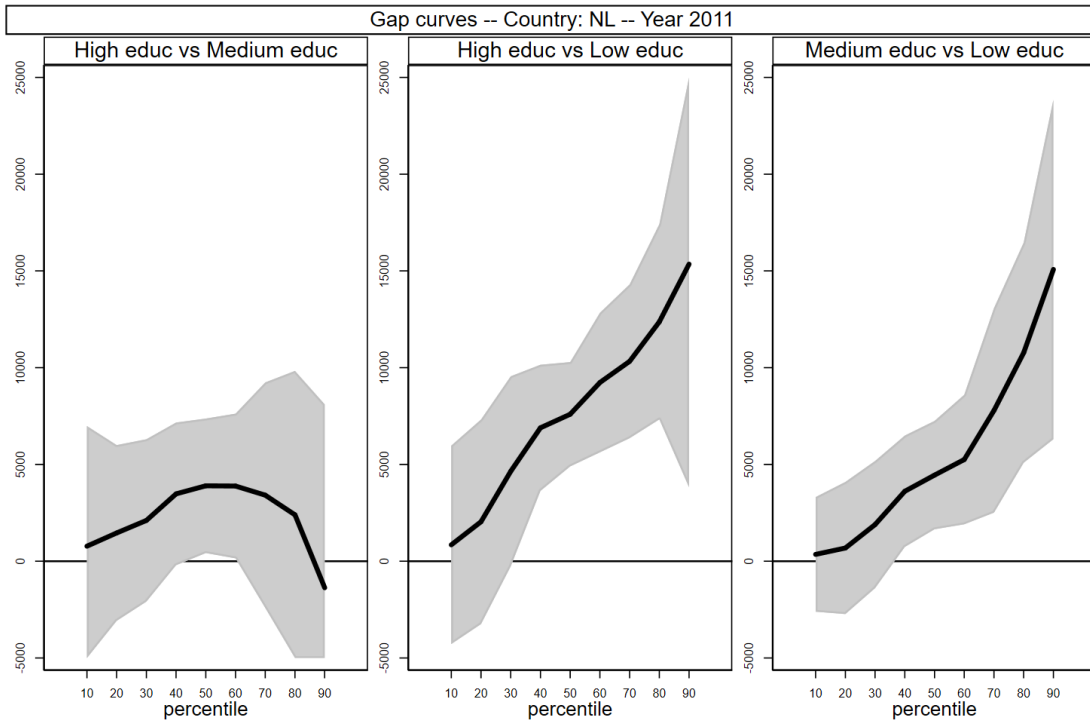 Gap curves -- Country: NL -- Year 2011
High educ vs Medium educ
High educ vs Low educ
Medium educ vs Low educ
25000
20000
15000
10000
5000
0
-5000
25000
20000
15000
10000
5000
0
-5000
25000
20000
15000
10000
5000
0
-5000
10 20 30 40 50 60 70 80 90
10 20 30 40 50 60 70 80 90
10 20 30 40 50 60 70 80 90
percentile
percentile
percentile